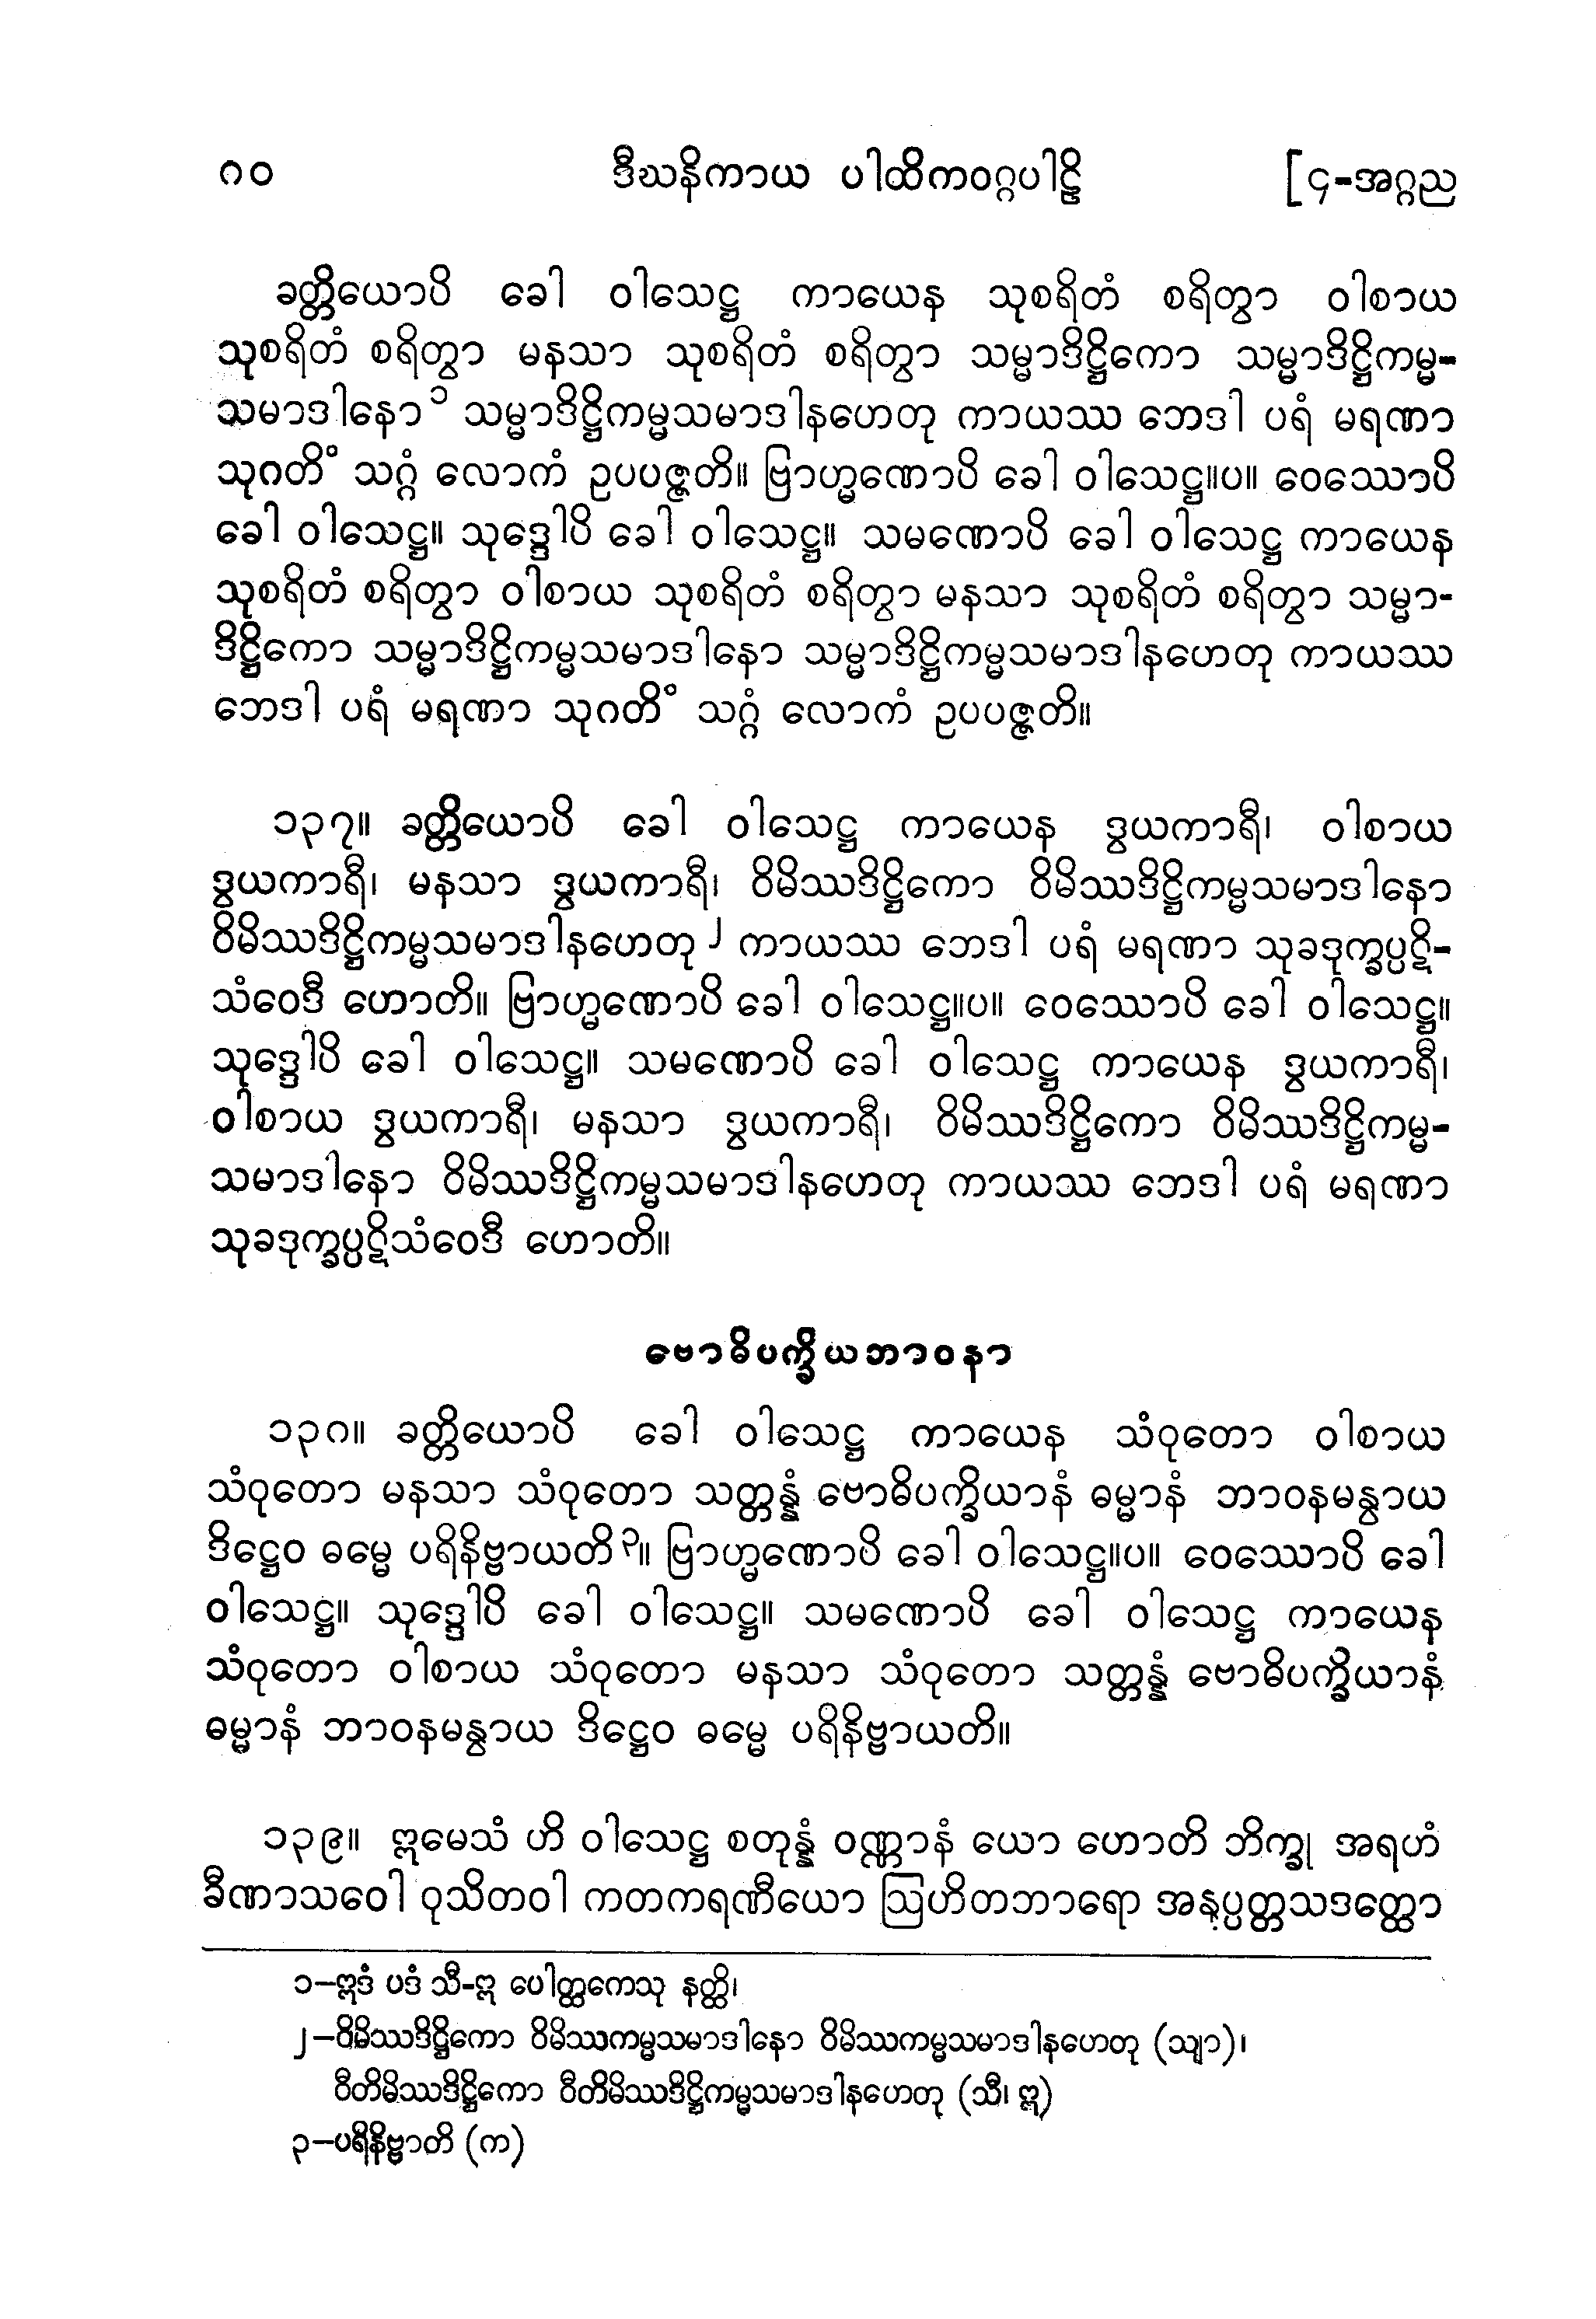 ၈၀ ဒီဃနိကာယ ပါထိကဝဂ္ဂပါဠိ [၄-အဂ္ဂည
ခတ္တိယောပိ ခေါ ဝါသေဋ္ဌ ကာယေန သုစရိတံ စရိတွာ ဝါစာယ
သုစရိတံ စရိတွာ မနသာ သုစရိတံ စရိတွာ သမ္မာဒိဋ္ဌိကော သမ္မာဒိဋ္ဌိကမ္မ-
သမာဒါနော၁ သမ္မာဒိဋ္ဌိကမ္မသမာဒါနဟေတု ကာယဿ ဘေဒါ ပရံ မရဏာ
သုဂတိံ သဂ္ဂံ လောကံ ဥပပဇ္ဇတိ။ ဗြာဟ္မဏောပိ ခေါ ဝါသေဋ္ဌ။ပ။ ဝေဿောပိ
ခေါ ဝါသေဋ္ဌ။ သုဒ္ဒေါပိ ခေါ ဝါသေဋ္ဌ။ သမဏောပိ ခေါ ဝါသေဋ္ဌ ကာယေန
သုစရိတံ စရိတွာ ဝါစာယ သုစရိတံ စရိတွာ မနသာ သုစရိတံ စရိတွာ သမ္မာ-
ဒိဋ္ဌိကော သမ္မာဒိဋ္ဌိကမ္မသမာဒါနော သမ္မာဒိဋ္ဌိကမ္မသမာဒါနဟေတု ကာယဿ
ဘေဒါ ပရံ မရဏာ သုဂတိံ သဂ္ဂံ လောကံ ဥပပဇ္ဇတိ။
၁၃၇။ ခတ္တိယောပိ ခေါ ဝါသေဋ္ဌ ကာယေန ဒွယကာရီ၊ ဝါစာယ
ဒွယကာရီ၊ မနသာ ဒွယကာရီ၊ ဝိမိဿဒိဋ္ဌိကော ဝိမိဿဒိဋ္ဌိကမ္မသမာဒါနော
ဝိမိဿဒိဋ္ဌိကမ္မသမာဒါနဟေတု၂ ကာယဿ ဘေဒါ ပရံ မရဏာ သုခဒုက္ခပ္ပဋိ-
သံဝေဒီ ဟောတိ။ ဗြာဟ္မဏောပိ ခေါ ဝါသေဋ္ဌ။ပ။ ဝေဿောပိ ခေါ ဝါသေဋ္ဌ။
သုဒ္ဒေါပိ ခေါ ဝါသေဋ္ဌ။ သမဏောပိ ခေါ ဝါသေဋ္ဌ ကာယေန ဒွယကာရီ၊
ဝါစာယ ဒွယကာရီ၊ မနသာ ဒွယကာရီ၊ ဝိမိဿဒိဋ္ဌိကော ဝိမိဿဒိဋ္ဌိကမ္မ-
သမာဒါနော ဝိမိဿဒိဋ္ဌိကမ္မသမာဒါနဟေတု ကာယဿ ဘေဒါ ပရံ မရဏာ
သုခဒုက္ခပ္ပဋိသံဝေဒီ ဟောတိ။
ဗောဓိပက္ခိယဘာဝနာ
၁၃၈။ ခတ္တိယောပိ ခေါ ဝါသေဋ္ဌ ကာယေန သံဝုတော ဝါစာယ
သံဝုတော မနသာ သံဝုတော သတ္တန္နံ ဗောဓိပက္ခိယာနံ ဓမ္မာနံ ဘာဝနမနွာယ
ဒိဋ္ဌေဝ ဓမ္မေ ပရိနိဗ္ဗာယတိ၃။ ဗြာဟ္မဏောပိ ခေါ ဝါသေဋ္ဌ။ပ။ ဝေဿောပိ ခေါ
ဝါသေဋ္ဌ။ သုဒ္ဒေါပိ ခေါ ဝါသေဋ္ဌ။ သမဏောပိ ခေါ ဝါသေဋ္ဌ ကာယေန
သံဝုတော ဝါစာယ သံဝုတော မနသာ သံဝုတော သတ္တန္နံ ဗောဓိပက္ခိယာနံ
ဓမ္မာနံ ဘာဝနမနွာယ ဒိဋ္ဌေဝ ဓမ္မေ ပရိနိဗ္ဗာယတိ။
၁၃၉။ ဣမေသံ ဟိ ဝါသေဋ္ဌ စတုန္နံ ဝဏ္ဏာနံ ယော ဟောတိ ဘိက္ခု အရဟံ
ခီဏာသဝေါ ဝုသိတဝါ ကတကရဏီယော ဩဟိတဘာရော အနုပ္ပတ္တသဒတ္ထော
၁–ဣဒံ ပဒံ သီ-ဣ ပေါတ္ထကေသု နတ္ထိ၊
၂–ဝိမိဿဒိဋ္ဌိကော ဝိမိဿကမ္မသမာဒါနော ဝိမိဿကမ္မသမာဒါနဟေတု (သျာ)၊
ဝီတိမိဿဒိဋ္ဌိကော ဝီတိမိဿဒိဋ္ဌိကမ္မသမာဒါနဟေတု (သီ၊ ဣ)
၃–ပရိနိဗ္ဗာတိ (က)